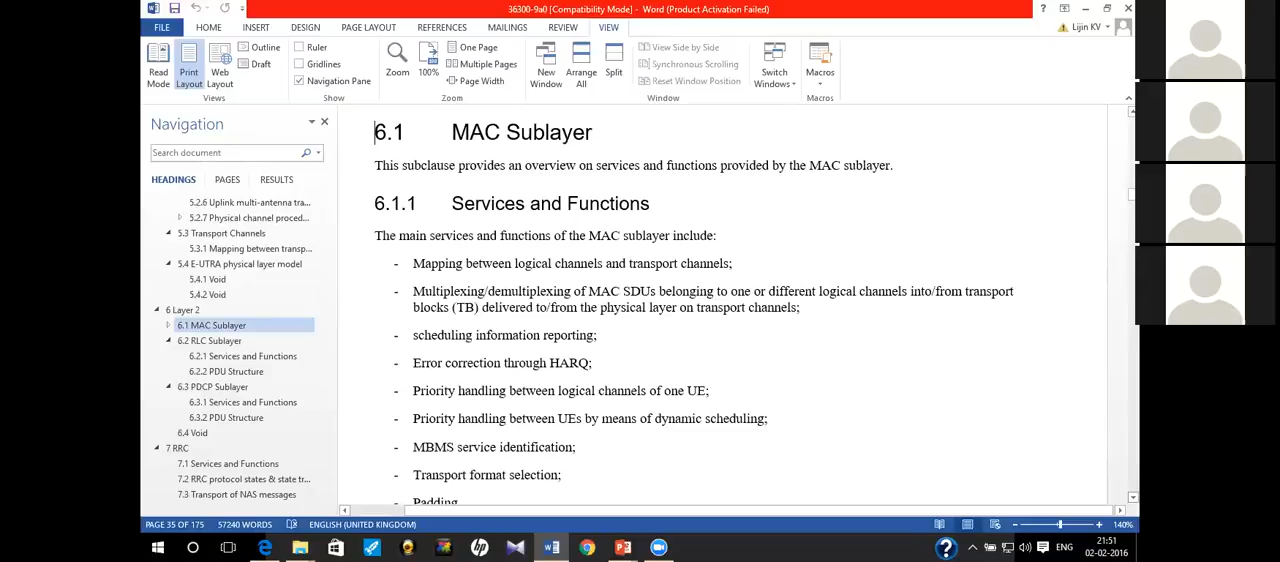 36300-9a0 [Compatibility Mode] - Word (Product Activation Failed)
FILE HOME INSERT DESIGN PAGE LAYOUT REFERENCES MAILINGS REVIEW VIEW Lijin KV
Read Mode
Print Layout
Web Layout
Outline
Draft
Views
Ruler
Gridlines
Navigation Pane
Show
Zoom
100%
One Page
Multiple Pages
Page Width
Zoom
New Window
Arrange All
Split
View Side by Side
Synchronous Scrolling
Reset Window Position
Window
Switch Windows
Macros
Macros
Navigation
Search document
HEADINGS PAGES RESULTS
5.2.6 Uplink multi-antenna tra...
5.2.7 Physical channel proced...
5.3 Transport Channels
5.3.1 Mapping between transp...
5.4 E-UTRA physical layer model
5.4.1 Void
5.4.2 Void
6 Layer 2
6.1 MAC Sublayer
6.2 RLC Sublayer
6.2.1 Services and Functions
6.2.2 PDU Structure
6.3 PDCP Sublayer
6.3.1 Services and Functions
6.3.2 PDU Structure
6.4 Void
7 RRC
7.1 Services and Functions
7.2 RRC protocol states & state tr...
7.3 Transport of NAS messages
6.1 MAC Sublayer
This subclause provides an overview on services and functions provided by the MAC sublayer.
6.1.1 Services and Functions
The main services and functions of the MAC sublayer include:
- Mapping between logical channels and transport channels;
- Multiplexing/demultiplexing of MAC SDUs belonging to one or different logical channels into/from transport
blocks (TB) delivered to/from the physical layer on transport channels;
- scheduling information reporting;
- Error correction through HARQ;
- Priority handling between logical channels of one UE;
- Priority handling between UEs by means of dynamic scheduling;
- MBMS service identification;
- Transport format selection;
- Padding
PAGE 35 OF 175 57240 WORDS ENGLISH (UNITED KINGDOM) 140%
ENG
21:51
02-02-2016